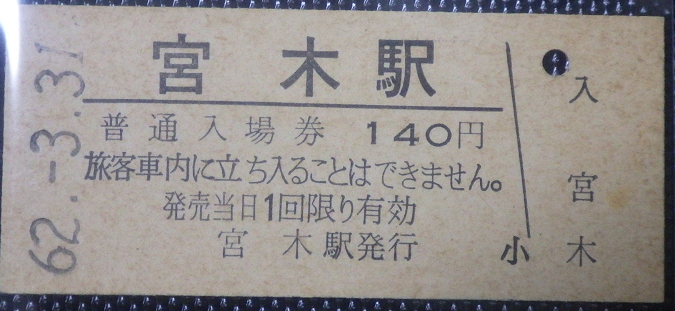 62.-3.31
宮木駅
普通入場券 140円
旅客車内に立ち入ることはできません。
発売当日1回限り有効
宮木駅発行
小
入
宮
木